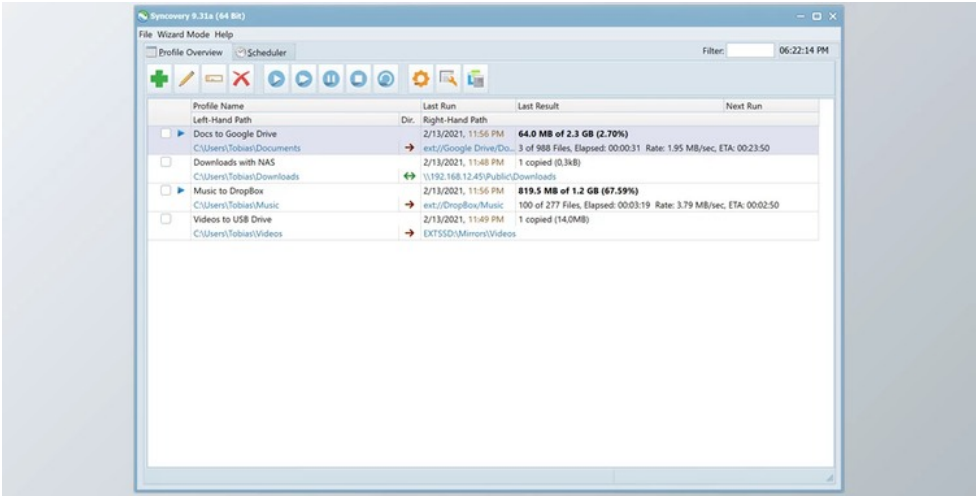 Syncovery 9.31a (64 Bit)
File Wizard Mode Help
Profile Overview Scheduler Filter: 06:22:14 PM
Profile Name Last Run Last Result Next Run
Left-Hand Path Dir. Right-Hand Path
Docs to Google Drive 2/13/2021, 11:56 PM 64.0 MB of 2.3 GB (2.70%)
C:\Users\Tobias\Documents ext://Google Drive/Do... 3 of 988 Files, Elapsed: 00:00:31 Rate: 1.95 MB/sec, ETA: 00:23:50
Downloads with NAS 2/13/2021, 11:48 PM 1 copied (0,3kB)
C:\Users\Tobias\Downloads \\192.168.12.45\Public\Downloads
Music to DropBox 2/13/2021, 11:56 PM 819.5 MB of 1.2 GB (67.59%)
C:\Users\Tobias\Music ext://DropBox/Music 100 of 277 Files, Elapsed: 00:03:19 Rate: 3.79 MB/sec, ETA: 00:02:50
Videos to USB Drive 2/13/2021, 11:49 PM 1 copied (14,0MB)
C:\Users\Tobias\Videos EXTSSD:\Mirrors\Videos